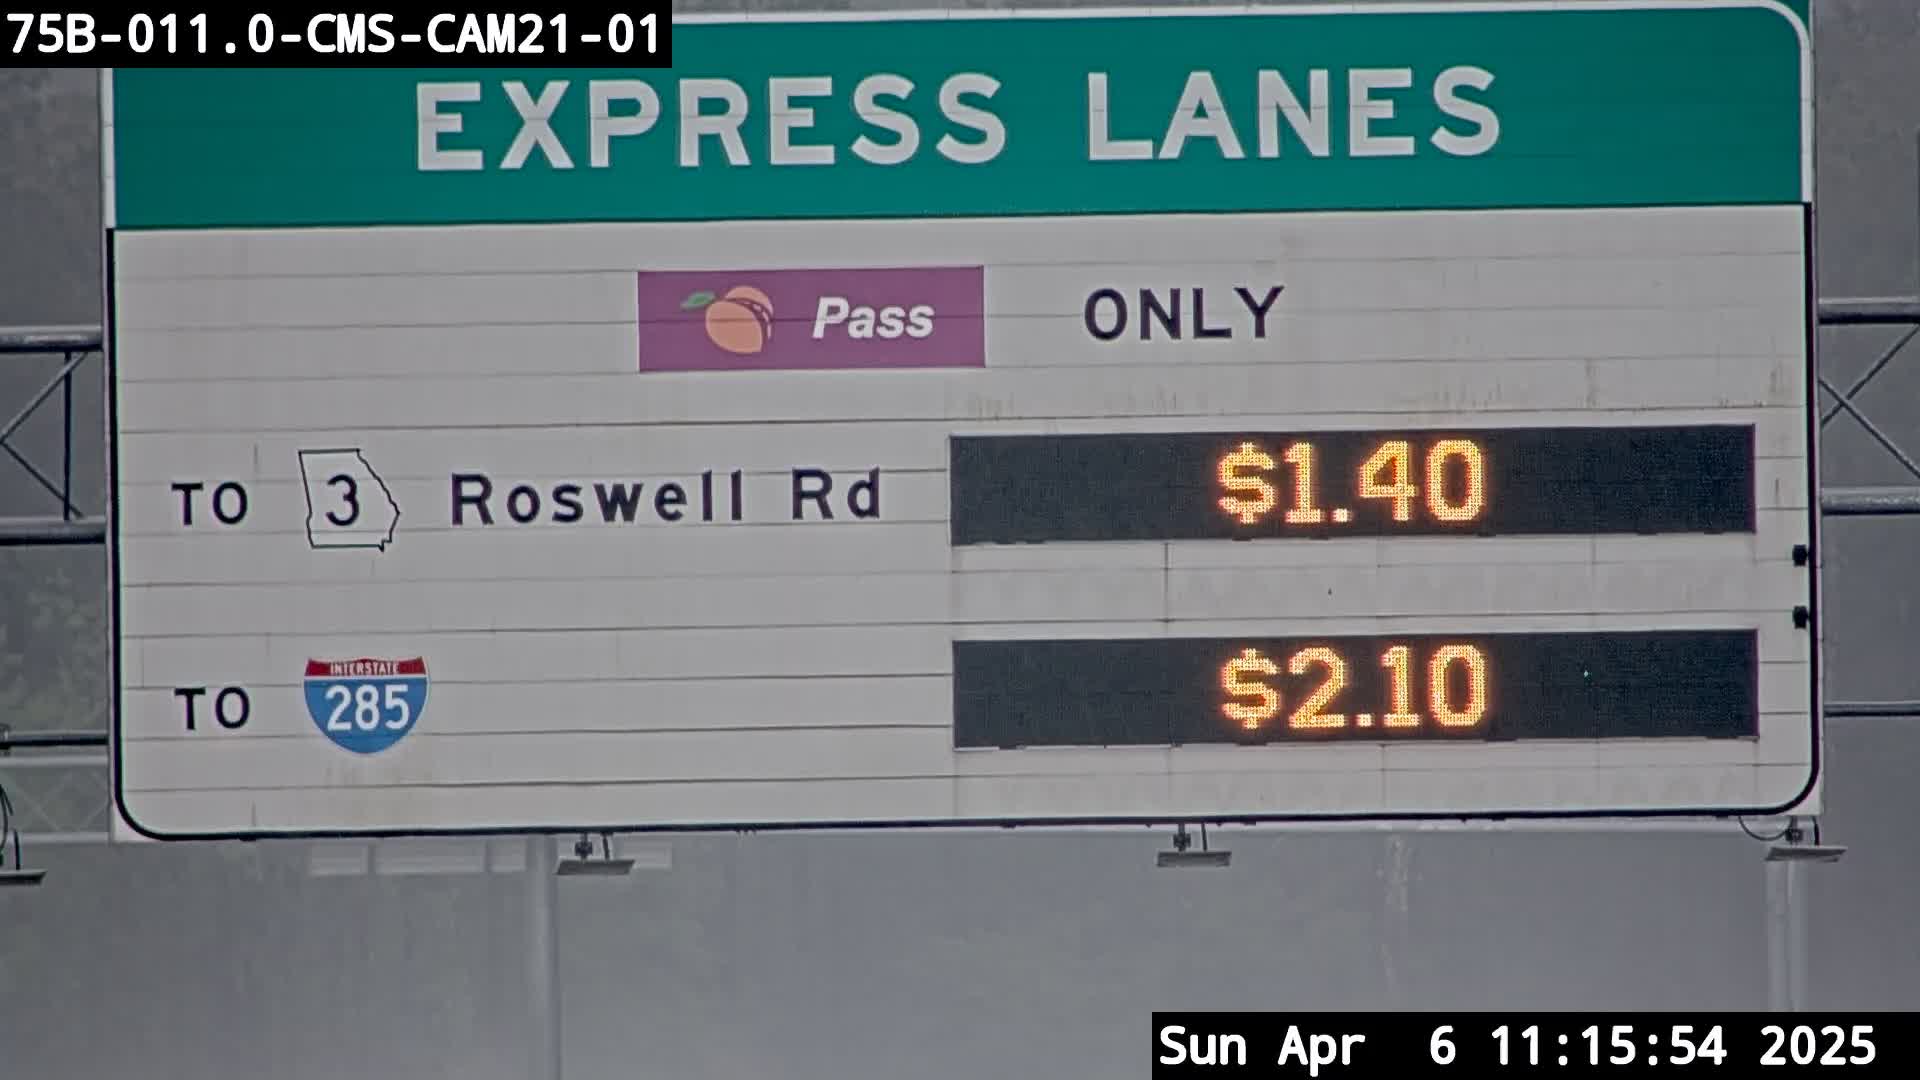 75B-011.0-CMS-CAM21-01
EXPRESS LANES
Pass ONLY
TO 3 Roswell Rd $1.40
TO INTERSTATE 285 $2.10
Sun Apr 6 11:15:54 2025